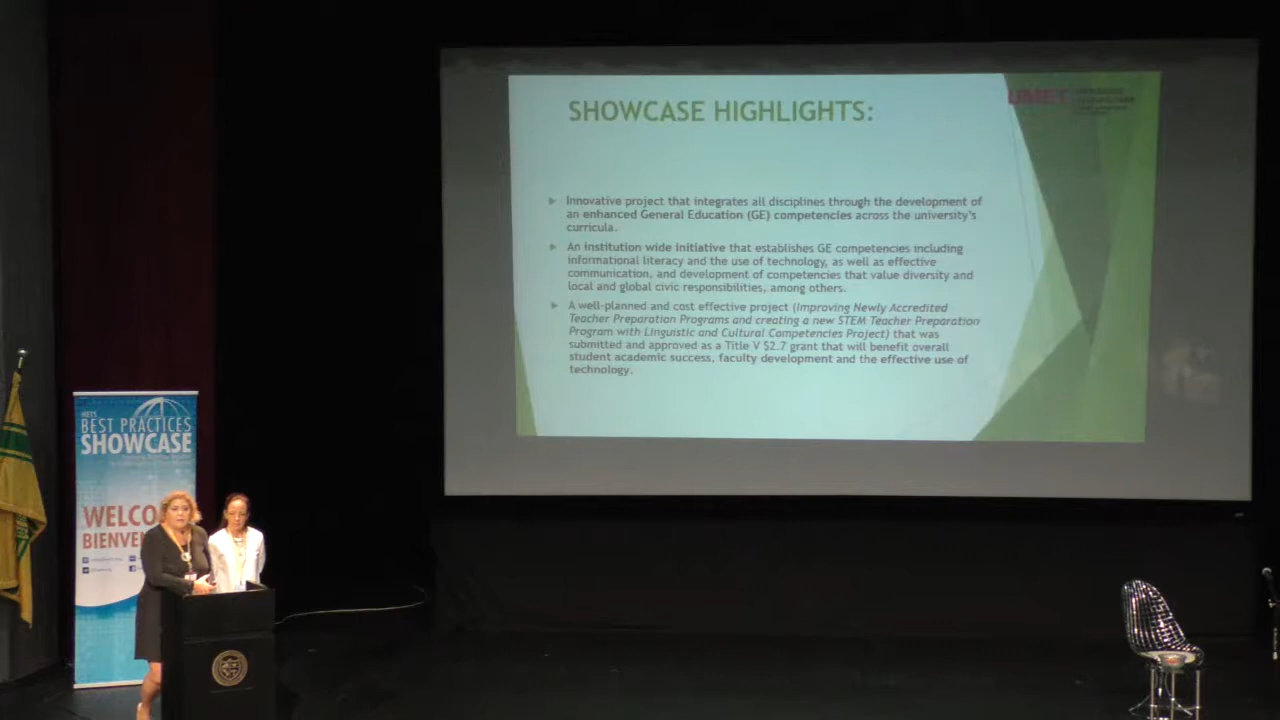 SHOWCASE HIGHLIGHTS:
UMET
Innovative project that integrates all disciplines through the development of
an enhanced General Education (GE) competencies across the university's
curricula.
An institution wide initiative that establishes GE competencies including
informational literacy and the use of technology, as well as effective
communication, and development of competencies that value diversity and
local and global civic responsibilities, among others.
A well-planned and cost effective project (Improving Newly Accredited
Teacher Preparation Programs and creating a new STEM Teacher Preparation
Program with Linguistic and Cultural Competencies Project) that was
submitted and approved as a Title V $2.7 grant that will benefit overall
student academic success, faculty development and the effective use of
technology.
HETS
BEST PRACTICES
SHOWCASE
WELCO
BIENVE